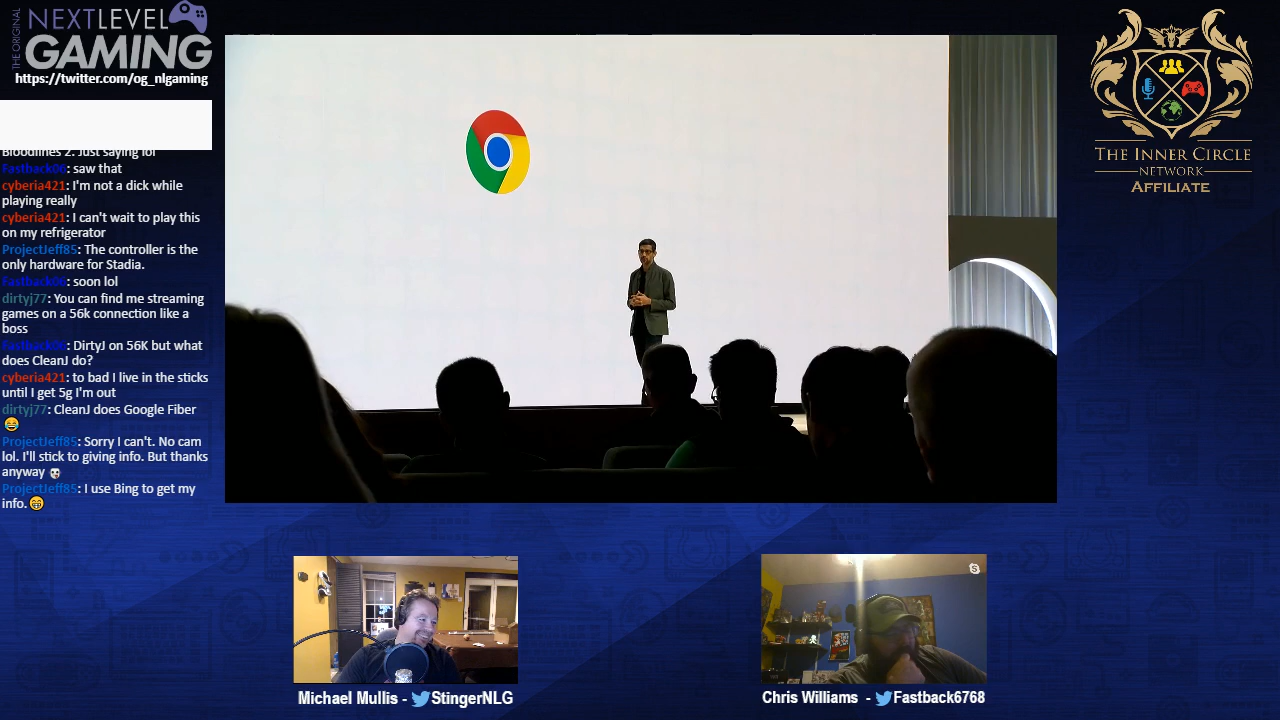 THE ORIGINAL
NEXTLEVEL
GAMING
https://twitter.com/og_nlgaming
Bloodlines 2. Just saying lol
Fastback06: saw that
cyberia421: I'm not a dick while
playing really
cyberia421: I can't wait to play this
on my refrigerator
ProjectJeff85: The controller is the
only hardware for Stadia.
Fastback06: soon lol
dirtyj77: You can find me streaming
games on a 56k connection like a
boss
Fastback06: DirtyJ on 56K but what
does CleanJ do?
cyberia421: to bad I live in the sticks
until I get 5g I'm out
dirtyj77: CleanJ does Google Fiber
😂
ProjectJeff85: Sorry I can't. No cam
lol. I'll stick to giving info. But thanks
anyway
ProjectJeff85: I use Bing to get my
info.😁
THE INNER CIRCLE
NETWORK
AFFILIATE
Michael Mullis - StingerNLG
Chris Williams - Fastback6768